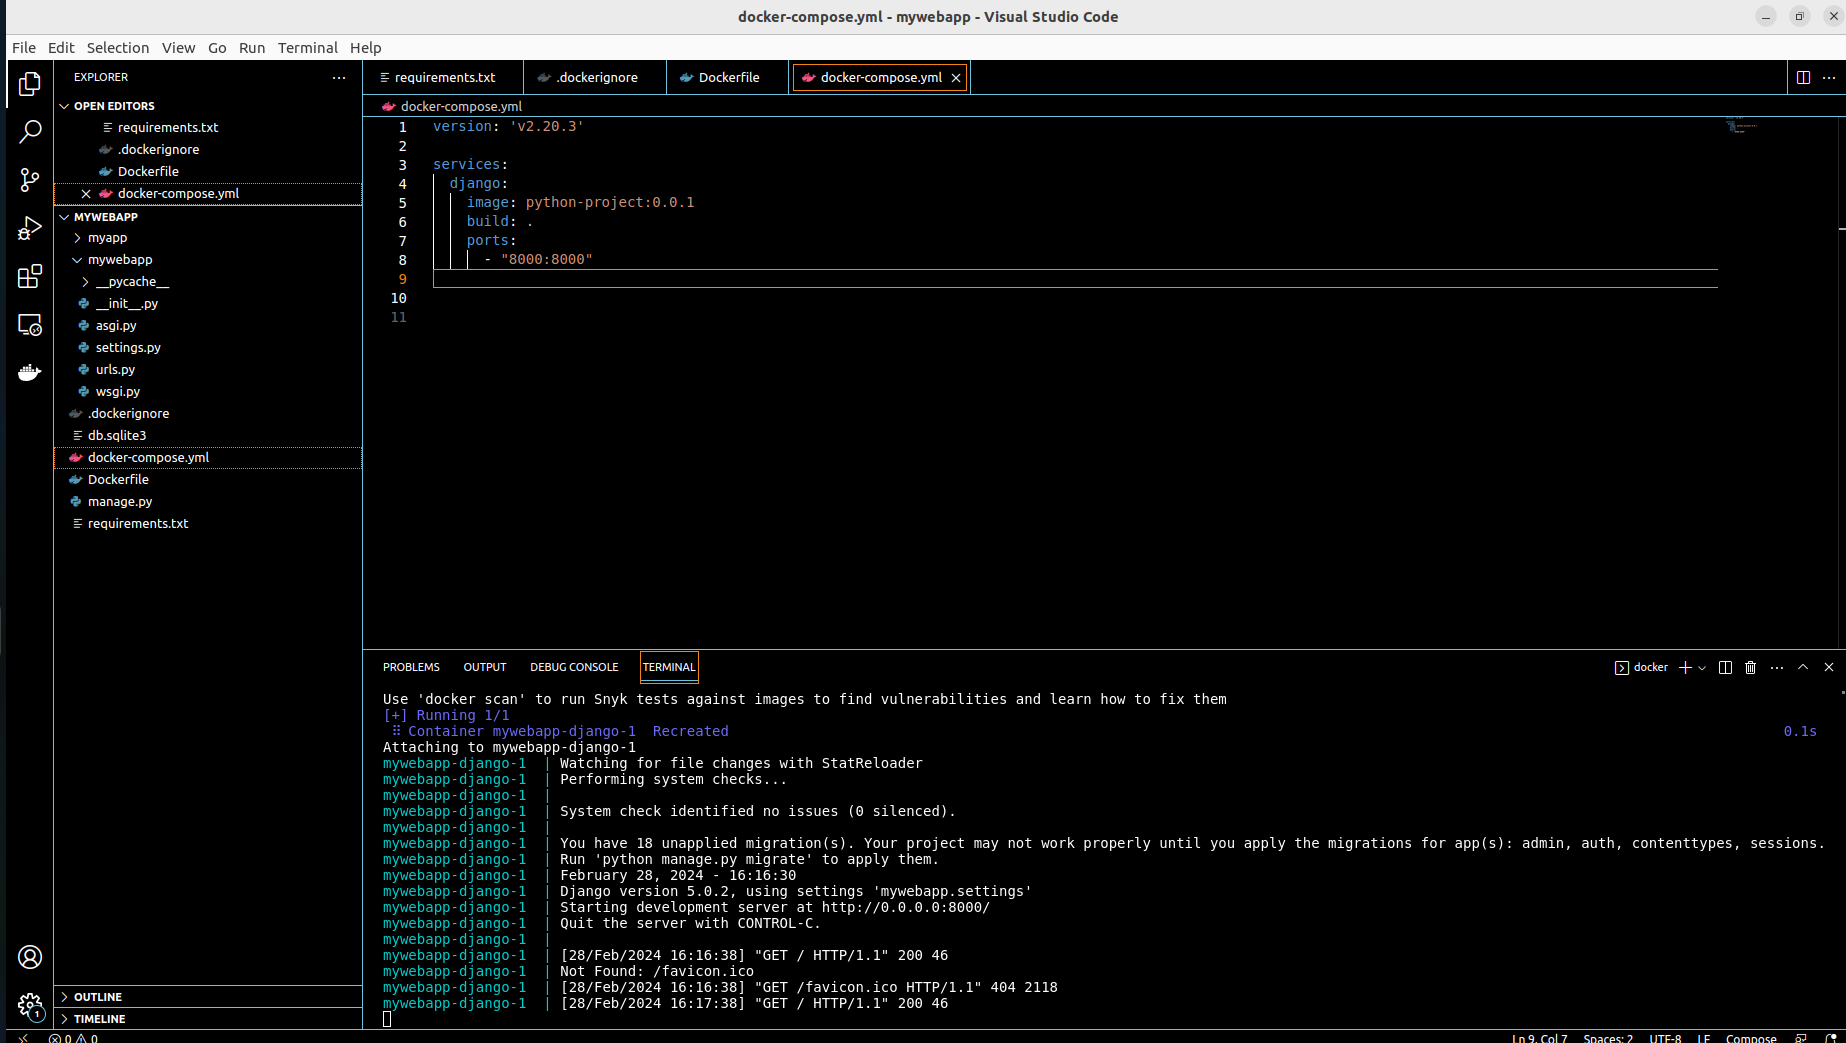 docker-compose.yml - mywebapp - Visual Studio Code
File Edit Selection View Go Run Terminal Help
EXPLORER
OPEN EDITORS
requirements.txt
.dockerignore
Dockerfile
docker-compose.yml
MYWEBAPP
myapp
mywebapp
__pycache__
__init__.py
asgi.py
settings.py
urls.py
wsgi.py
.dockerignore
db.sqlite3
docker-compose.yml
Dockerfile
manage.py
requirements.txt
OUTLINE
TIMELINE
requirements.txt .dockerignore Dockerfile docker-compose.yml
docker-compose.yml
1 version: 'v2.20.3'
2
3 services:
4 django:
5 image: python-project:0.0.1
6 build: .
7 ports:
8 - "8000:8000"
9
10
11
PROBLEMS OUTPUT DEBUG CONSOLE TERMINAL docker
Use 'docker scan' to run Snyk tests against images to find vulnerabilities and learn how to fix them
[+] Running 1/1
⠿ Container mywebapp-django-1 Recreated 0.1s
Attaching to mywebapp-django-1
mywebapp-django-1 | Watching for file changes with StatReloader
mywebapp-django-1 | Performing system checks...
mywebapp-django-1 |
mywebapp-django-1 | System check identified no issues (0 silenced).
mywebapp-django-1 |
mywebapp-django-1 | You have 18 unapplied migration(s). Your project may not work properly until you apply the migrations for app(s): admin, auth, contenttypes, sessions.
mywebapp-django-1 | Run 'python manage.py migrate' to apply them.
mywebapp-django-1 | February 28, 2024 - 16:16:30
mywebapp-django-1 | Django version 5.0.2, using settings 'mywebapp.settings'
mywebapp-django-1 | Starting development server at http://0.0.0.0:8000/
mywebapp-django-1 | Quit the server with CONTROL-C.
mywebapp-django-1 |
mywebapp-django-1 | [28/Feb/2024 16:16:38] "GET / HTTP/1.1" 200 46
mywebapp-django-1 | Not Found: /favicon.ico
mywebapp-django-1 | [28/Feb/2024 16:16:38] "GET /favicon.ico HTTP/1.1" 404 2118
mywebapp-django-1 | [28/Feb/2024 16:17:38] "GET / HTTP/1.1" 200 46
1
0 0 Ln 9, Col 7 Spaces: 2 UTF-8 LF Compose